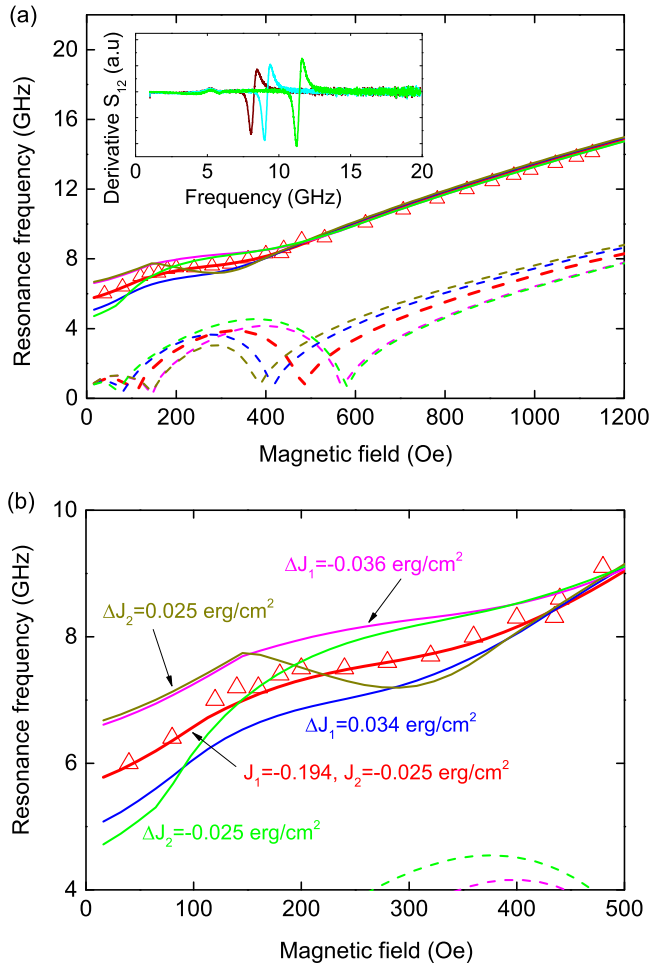 (a)
Derivative S12 (a.u)
0 5 10 15 20
Frequency (GHz)
Resonance frequency (GHz)
20
16
12
8
4
0
0 200 400 600 800 1000 1200
Magnetic field (Oe)
(b)
Resonance frequency (GHz)
10
8
6
4
ΔJ1=-0.036 erg/cm2
ΔJ2=0.025 erg/cm2
ΔJ1=0.034 erg/cm2
J1=-0.194, J2=-0.025 erg/cm2
ΔJ2=-0.025 erg/cm2
0 100 200 300 400 500
Magnetic field (Oe)